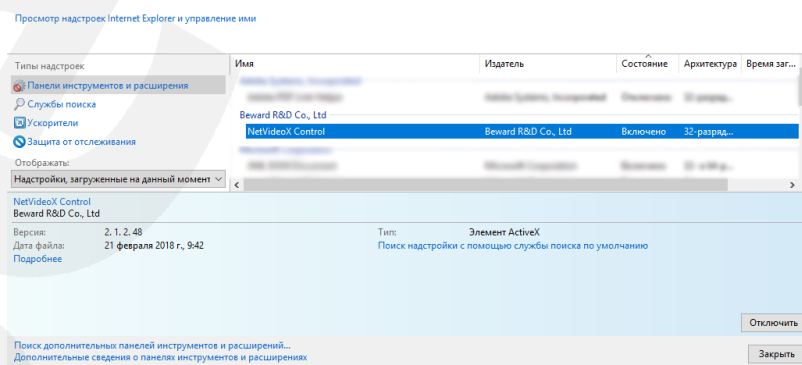 Просмотр надстроек Internet Explorer и управление ими
Типы надстроек
Имя Издатель Состояние Архитектура Время заг...
Панели инструментов и расширения
Службы поиска
Ускорители
Защита от отслеживания
Beward R&D Co., Ltd
NetVideoX Control Beward R&D Co., Ltd Включено 32-разряд...
Отображать:
Надстройки, загруженные на данный момент
NetVideoX Control
Beward R&D Co., Ltd
Версия: 2. 1. 2. 48 Тип: Элемент ActiveX
Дата файла: 21 февраля 2018 г., 9:42 Поиск надстройки с помощью службы поиска по умолчанию
Подробнее
Отключить
Поиск дополнительных панелей инструментов и расширений...
Дополнительные сведения о панелях инструментов и расширениях
Закрыть